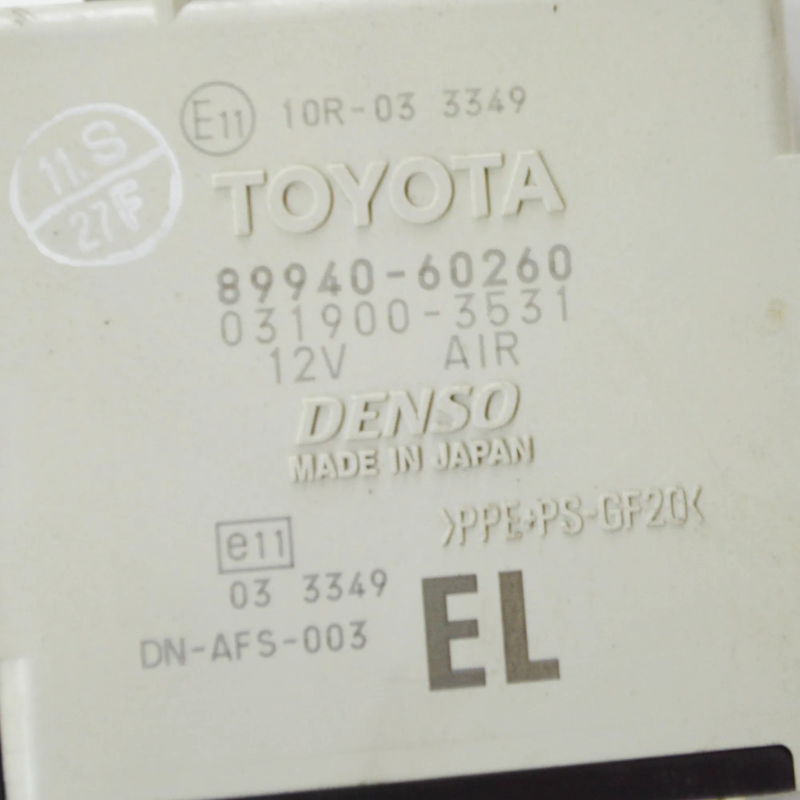 E11 10R-03 3349
11.S
27F
TOYOTA
89940-60260
031900-3531
12V AIR
DENSO
MADE IN JAPAN
>PPE+PS-GF20<
e11
03 3349
DN-AFS-003
EL